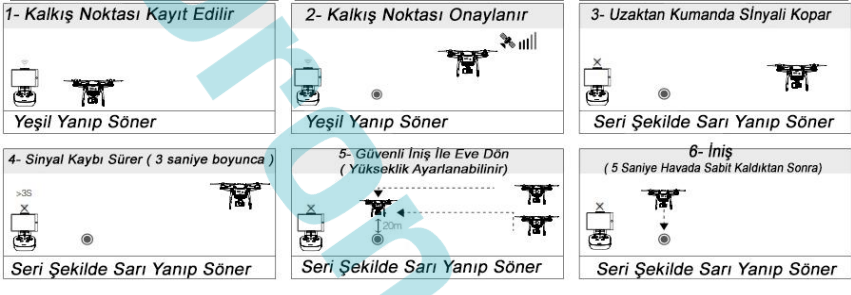 1- Kalkış Noktası Kayıt Edilir
Yeşil Yanıp Söner
2- Kalkış Noktası Onaylanır
Yeşil Yanıp Söner
3- Uzaktan Kumanda Sİnyali Kopar
Seri Şekilde Sarı Yanıp Söner
4- Sinyal Kaybı Sürer ( 3 saniye boyunca )
>3S
Seri Şekilde Sarı Yanıp Söner
5- Güvenli İniş İle Eve Dön
( Yükseklik Ayarlanabilinir)
20m
Seri Şekilde Sarı Yanıp Söner
6- İniş
( 5 Saniye Havada Sabit Kaldıktan Sonra)
Seri Şekilde Sarı Yanıp Söner